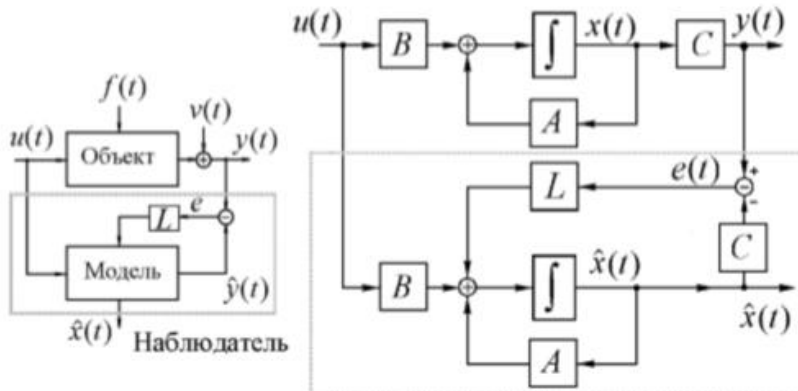 f(t)
v(t)
u(t)
Объект
y(t)
L
e
Модель
ŷ(t)
x̂(t)
Наблюдатель
u(t)
B
∫
x(t)
C
y(t)
A
L
e(t)
+
-
C
B
∫
x̂(t)
x̂(t)
A